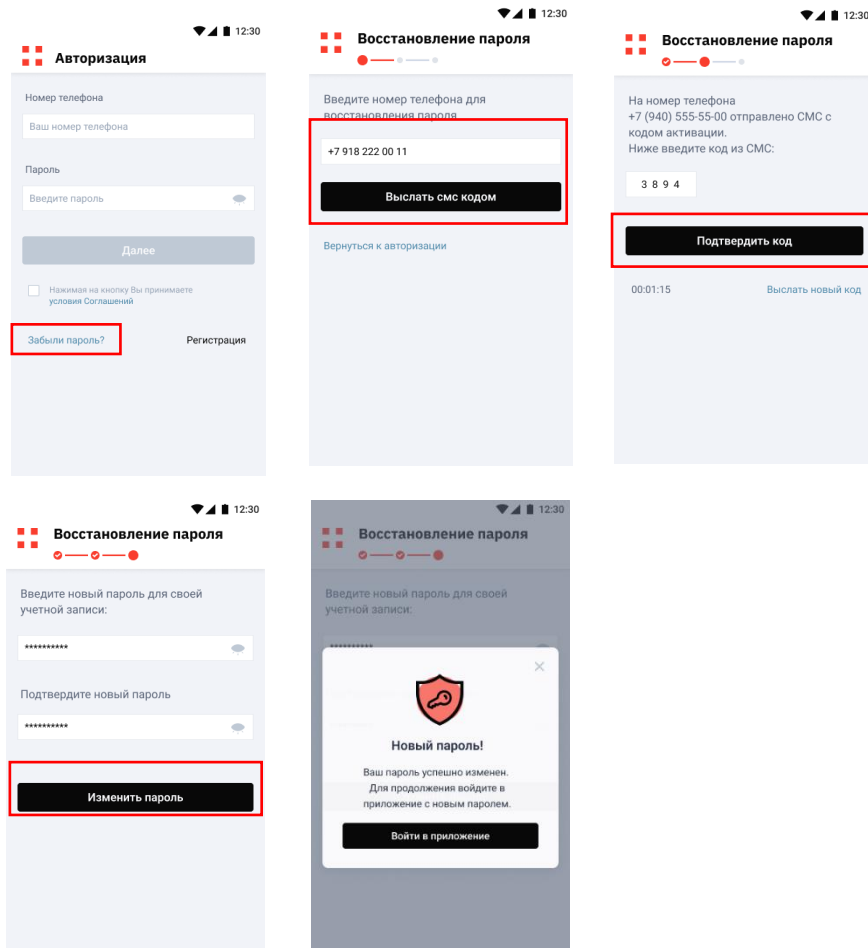 12:30
Авторизация
Номер телефона
Ваш номер телефона
Пароль
Введите пароль
Далее
Нажимая на кнопку Вы принимаете
условия Соглашений
Забыли пароль?
Регистрация
12:30
Восстановление пароля
Введите номер телефона для
восстановления пароля
+7 918 222 00 11
Выслать смс кодом
Вернуться к авторизации
12:30
Восстановление пароля
На номер телефона
+7 (940) 555-55-00 отправлено СМС с
кодом активации.
Ниже введите код из СМС:
3 8 9 4
Подтвердить код
00:01:15
Выслать новый код
12:30
Восстановление пароля
Введите новый пароль для своей
учетной записи:
**********
Подтвердите новый пароль
**********
Изменить пароль
12:30
Восстановление пароля
Введите новый пароль для своей
учетной записи:
**********
Новый пароль!
Ваш пароль успешно изменен.
Для продолжения войдите в
приложение с новым паролем.
Войти в приложение